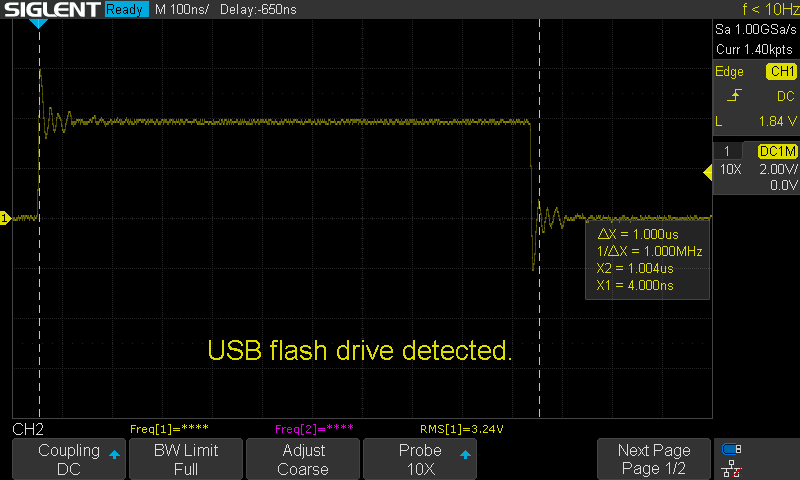 SIGLENT Ready M 100ns/ Delay:-650ns f < 10Hz
Sa 1.00GSa/s
Curr 1.40kpts
Edge CH1
DC
L 1.84 V
1 DC1M
10X 2.00V/
0.0V
1
ΔX = 1.000us
1/ΔX = 1.000MHz
X2 = 1.004us
X1 = 4.000ns
USB flash drive detected.
CH2 Freq[1]=**** Freq[2]=**** RMS[1]=3.24V
Coupling BW Limit Adjust Probe Next Page
DC Full Coarse 10X Page 1/2